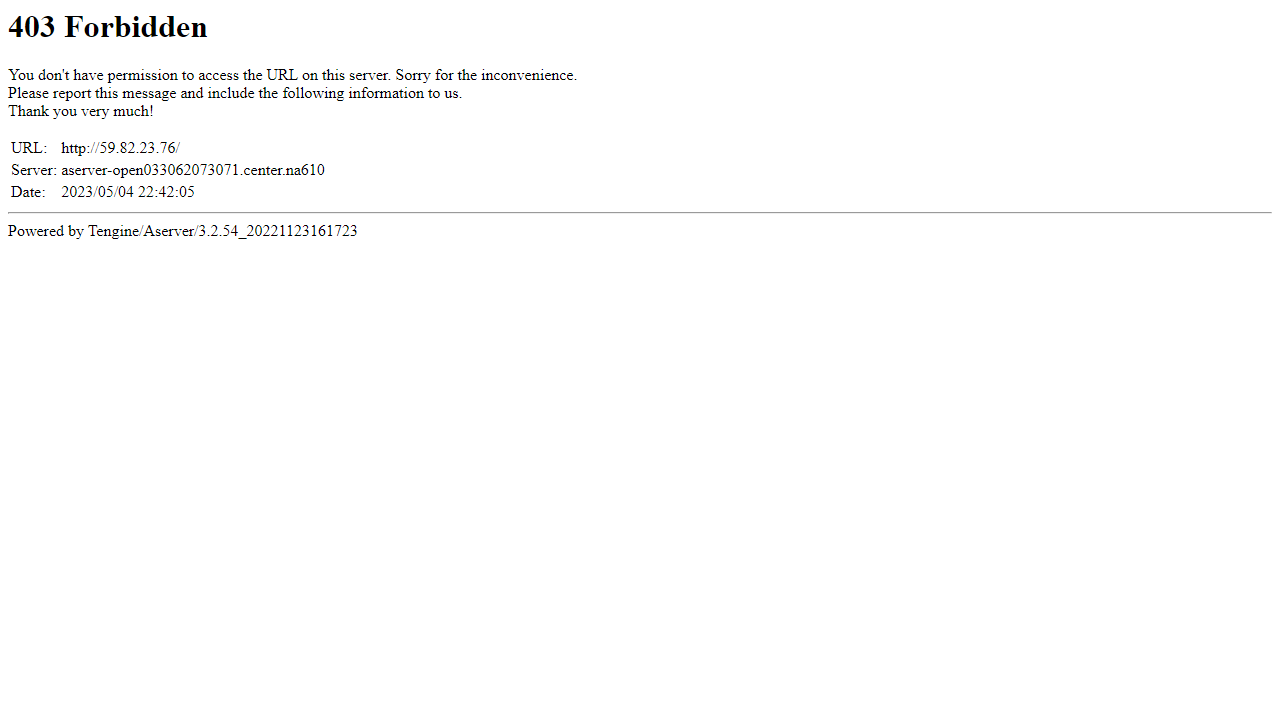 403 Forbidden
You don't have permission to access the URL on this server. Sorry for the inconvenience.
Please report this message and include the following information to us.
Thank you very much!
URL: http://59.82.23.76/
Server: aserver-open033062073071.center.na610
Date: 2023/05/04 22:42:05
Powered by Tengine/Aserver/3.2.54_20221123161723